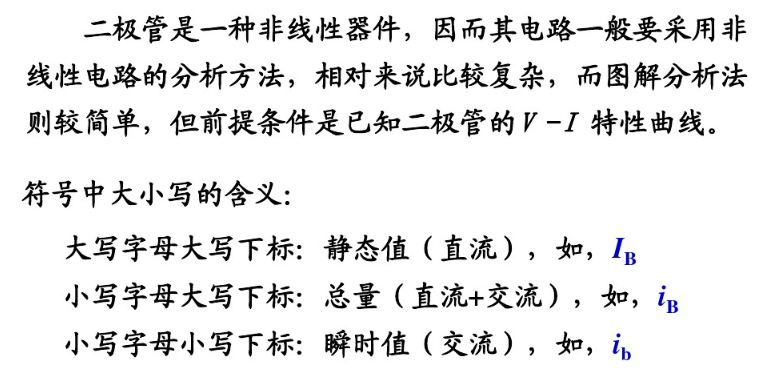 二极管是一种非线性器件，因而其电路一般要采用非
线性电路的分析方法，相对来说比较复杂，而图解分析法
则较简单，但前提条件是已知二极管的V -I 特性曲线。
符号中大小写的含义：
大写字母大写下标：静态值（直流），如，IB
小写字母大写下标：总量（直流+交流），如，iB
小写字母小写下标：瞬时值（交流），如，ib